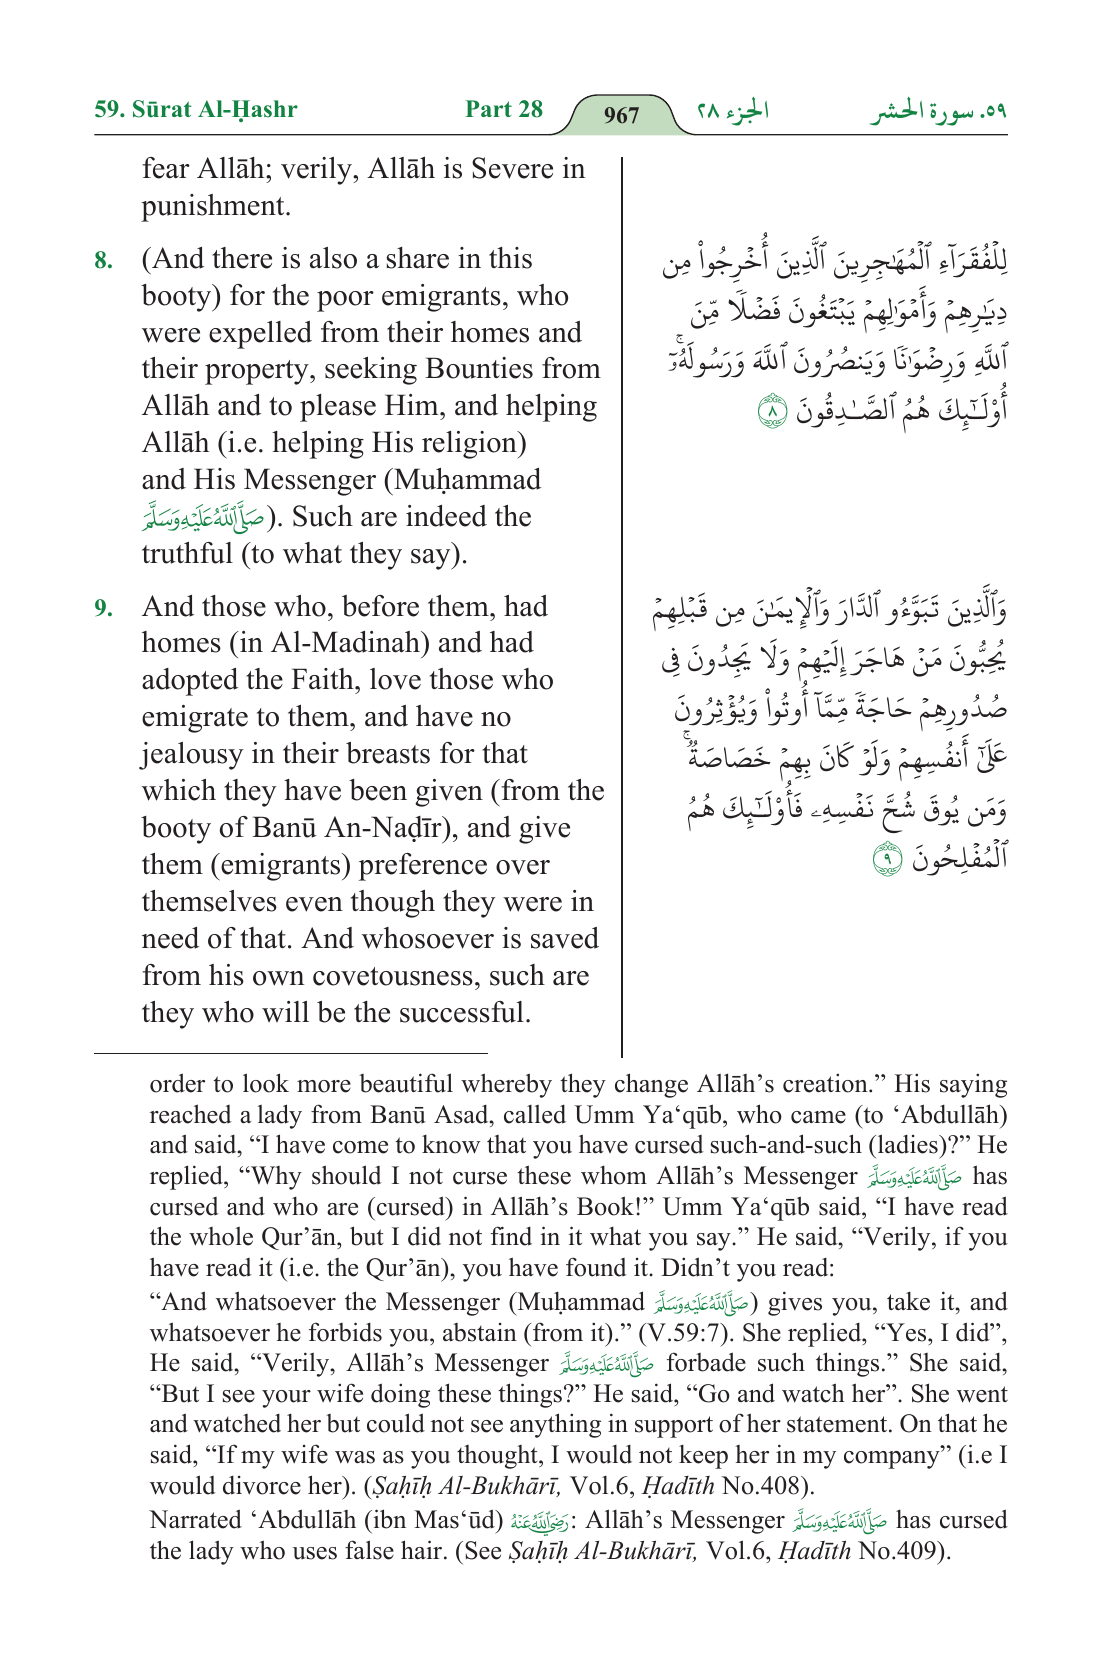 59. Sūrat Al-Ḥashr Part 28 967 الجزء ٢٨ ٥٩. سورة الحشر
fear Allāh; verily, Allāh is Severe in
punishment.
8. (And there is also a share in this
booty) for the poor emigrants, who
were expelled from their homes and
their property, seeking Bounties from
Allāh and to please Him, and helping
Allāh (i.e. helping His religion)
and His Messenger (Muḥammad
صَلَّى اللَّهُ عَلَيْهِ وَسَلَّمَ). Such are indeed the
truthful (to what they say).
9. And those who, before them, had
homes (in Al-Madinah) and had
adopted the Faith, love those who
emigrate to them, and have no
jealousy in their breasts for that
which they have been given (from the
booty of Banū An-Naḍīr), and give
them (emigrants) preference over
themselves even though they were in
need of that. And whosoever is saved
from his own covetousness, such are
they who will be the successful.
لِلْفُقَرَآءِ ٱلْمُهَـٰجِرِينَ ٱلَّذِينَ أُخْرِجُوا۟ مِن
دِيَـٰرِهِمْ وَأَمْوَٰلِهِمْ يَبْتَغُونَ فَضْلًا مِّنَ
ٱللَّهِ وَرِضْوَٰنًا وَيَنصُرُونَ ٱللَّهَ وَرَسُولَهُۥٓ ۚ
أُو۟لَـٰٓئِكَ هُمُ ٱلصَّـٰدِقُونَ ٨
وَٱلَّذِينَ تَبَوَّءُو ٱلدَّارَ وَٱلْإِيمَـٰنَ مِن قَبْلِهِمْ
يُحِبُّونَ مَنْ هَاجَرَ إِلَيْهِمْ وَلَا يَجِدُونَ فِى
صُدُورِهِمْ حَاجَةً مِّمَّآ أُوتُوا۟ وَيُؤْثِرُونَ
عَلَىٰٓ أَنفُسِهِمْ وَلَوْ كَانَ بِهِمْ خَصَاصَةٌ ۚ
وَمَن يُوقَ شُحَّ نَفْسِهِۦ فَأُو۟لَـٰٓئِكَ هُمُ
ٱلْمُفْلِحُونَ ٩
order to look more beautiful whereby they change Allāh’s creation.” His saying
reached a lady from Banū Asad, called Umm Ya‘qūb, who came (to ‘Abdullāh)
and said, “I have come to know that you have cursed such-and-such (ladies)?” He
replied, “Why should I not curse these whom Allāh’s Messenger صَلَّى اللَّهُ عَلَيْهِ وَسَلَّمَ has
cursed and who are (cursed) in Allāh’s Book!” Umm Ya‘qūb said, “I have read
the whole Qur’ān, but I did not find in it what you say.” He said, “Verily, if you
have read it (i.e. the Qur’ān), you have found it. Didn’t you read:
“And whatsoever the Messenger (Muḥammad صَلَّى اللَّهُ عَلَيْهِ وَسَلَّمَ) gives you, take it, and
whatsoever he forbids you, abstain (from it).” (V.59:7). She replied, “Yes, I did”,
He said, “Verily, Allāh’s Messenger صَلَّى اللَّهُ عَلَيْهِ وَسَلَّمَ forbade such things.” She said,
“But I see your wife doing these things?” He said, “Go and watch her”. She went
and watched her but could not see anything in support of her statement. On that he
said, “If my wife was as you thought, I would not keep her in my company” (i.e I
would divorce her). (Ṣaḥīḥ Al-Bukhārī, Vol.6, Ḥadīth No.408).
Narrated ‘Abdullāh (ibn Mas‘ūd) رَضِيَ اللَّهُ عَنْهُ: Allāh’s Messenger صَلَّى اللَّهُ عَلَيْهِ وَسَلَّمَ has cursed
the lady who uses false hair. (See Ṣaḥīḥ Al-Bukhārī, Vol.6, Ḥadīth No.409).